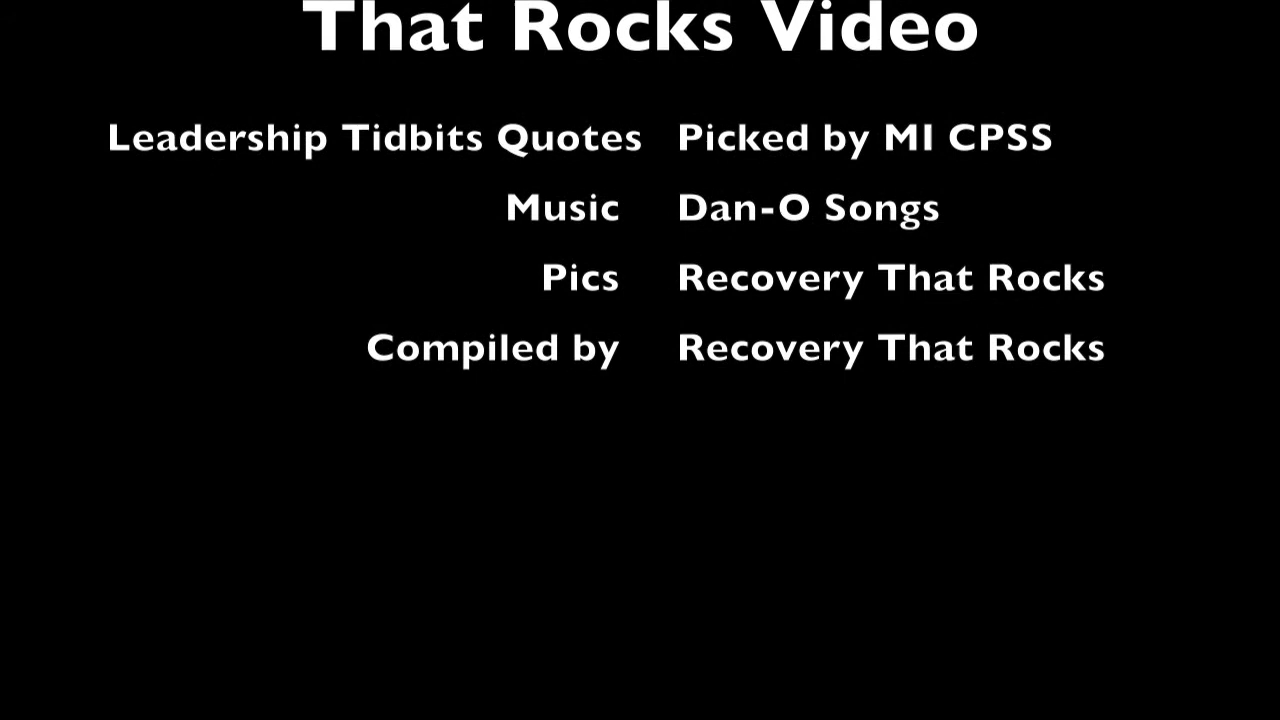 That Rocks Video
Leadership Tidbits Quotes Picked by MI CPSS
Music Dan-O Songs
Pics Recovery That Rocks
Compiled by Recovery That Rocks